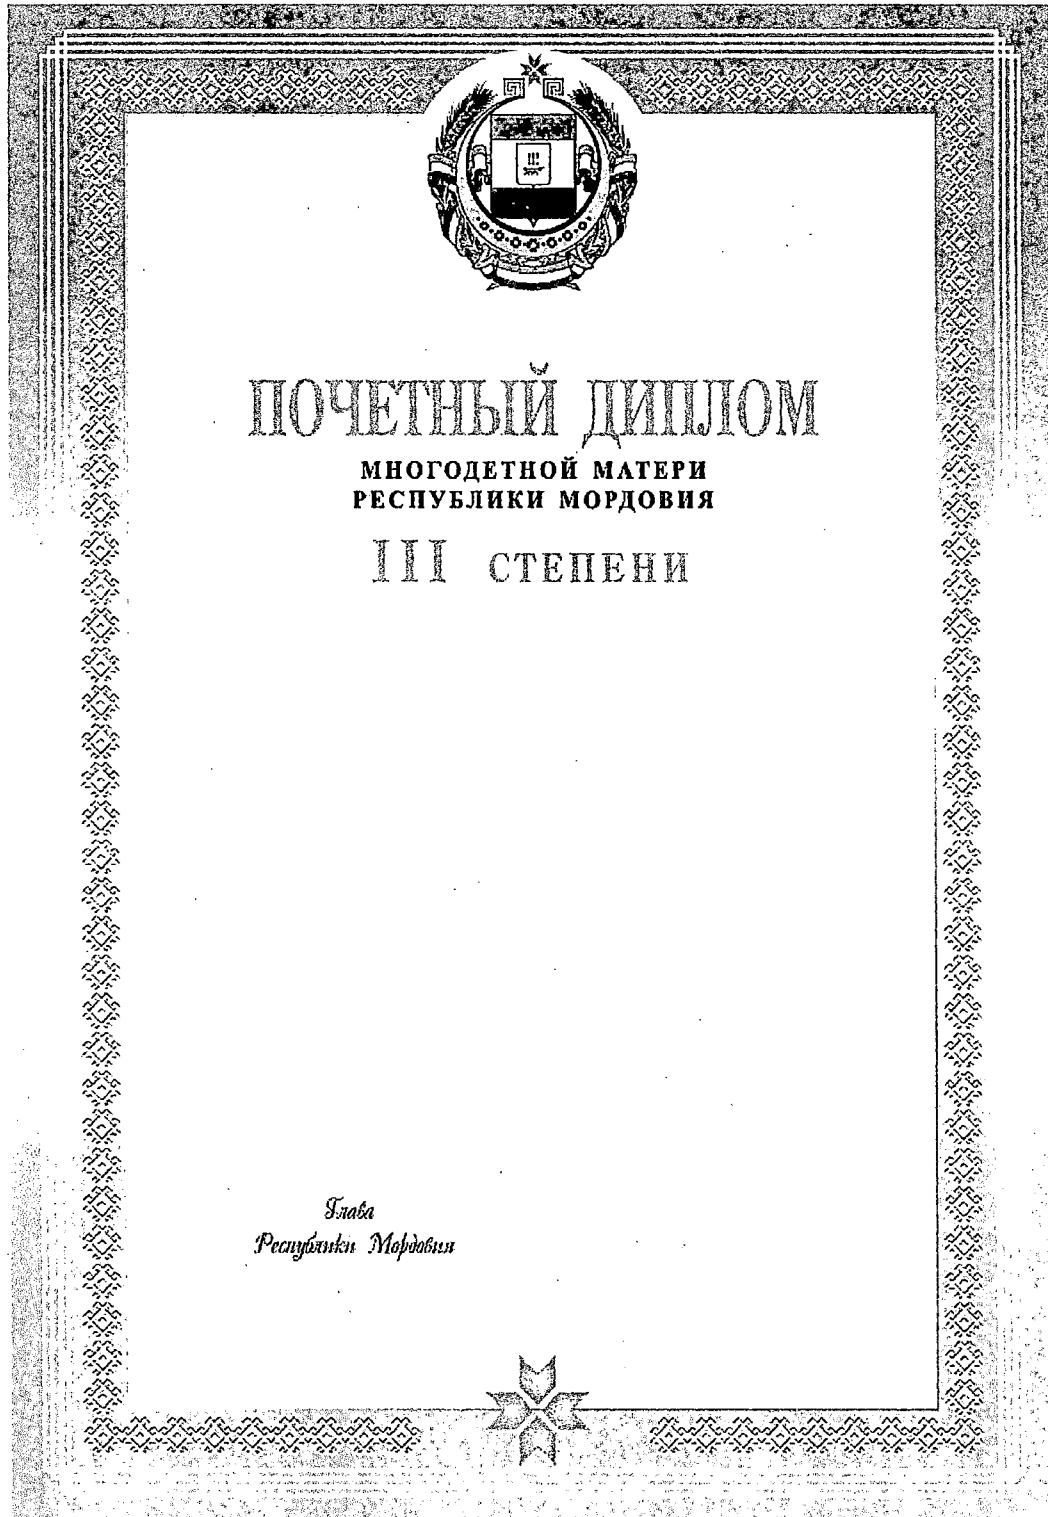 ПОЧЕТНЫЙ ДИПЛОМ
МНОГОДЕТНОЙ МАТЕРИ
РЕСПУБЛИКИ МОРДОВИЯ
III СТЕПЕНИ
Глава
Республики Мордовия